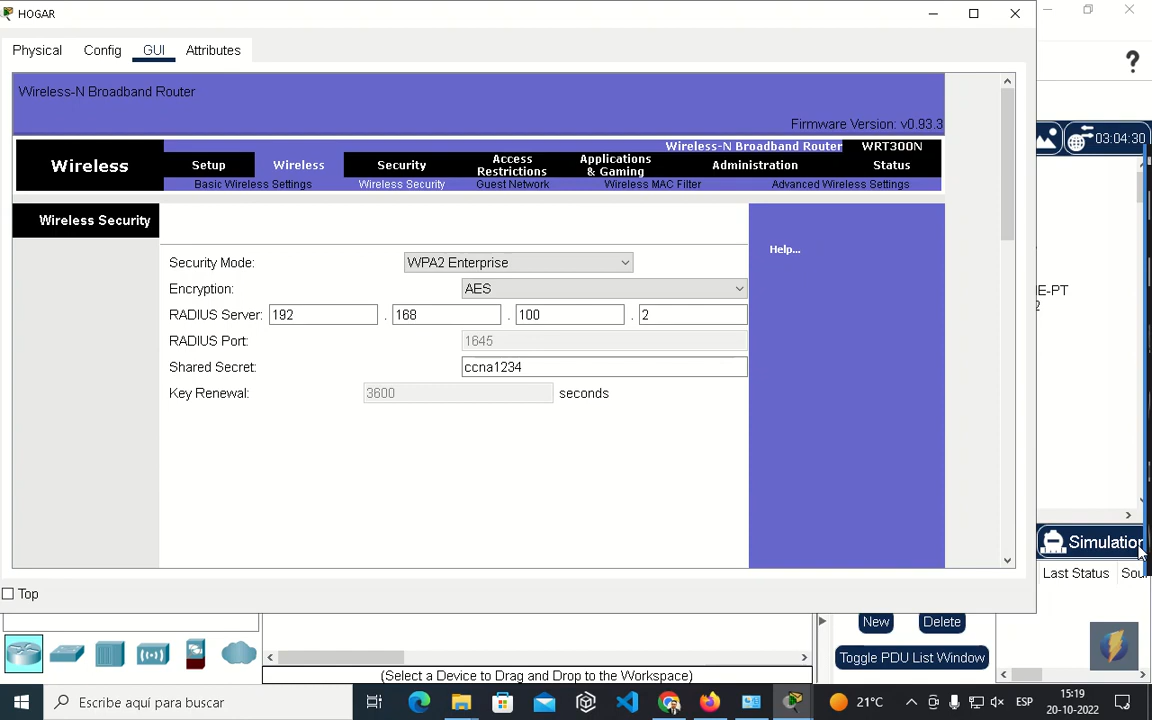 HOGAR
Physical Config GUI Attributes
Wireless-N Broadband Router
Firmware Version: v0.93.3
Wireless-N Broadband Router WRT300N
Wireless Setup Wireless Security Access Restrictions Applications & Gaming Administration Status
Basic Wireless Settings Wireless Security Guest Network Wireless MAC Filter Advanced Wireless Settings
Wireless Security
Help...
Security Mode: WPA2 Enterprise
Encryption: AES
RADIUS Server: 192 . 168 . 100 . 2
RADIUS Port: 1645
Shared Secret: ccna1234
Key Renewal: 3600 seconds
Top
?
03:04:30
E-PT
2
Simulation
Last Status Sou
New Delete
Toggle PDU List Window
(Select a Device to Drag and Drop to the Workspace)
Escribe aquí para buscar
21°C
ESP
15:19
20-10-2022